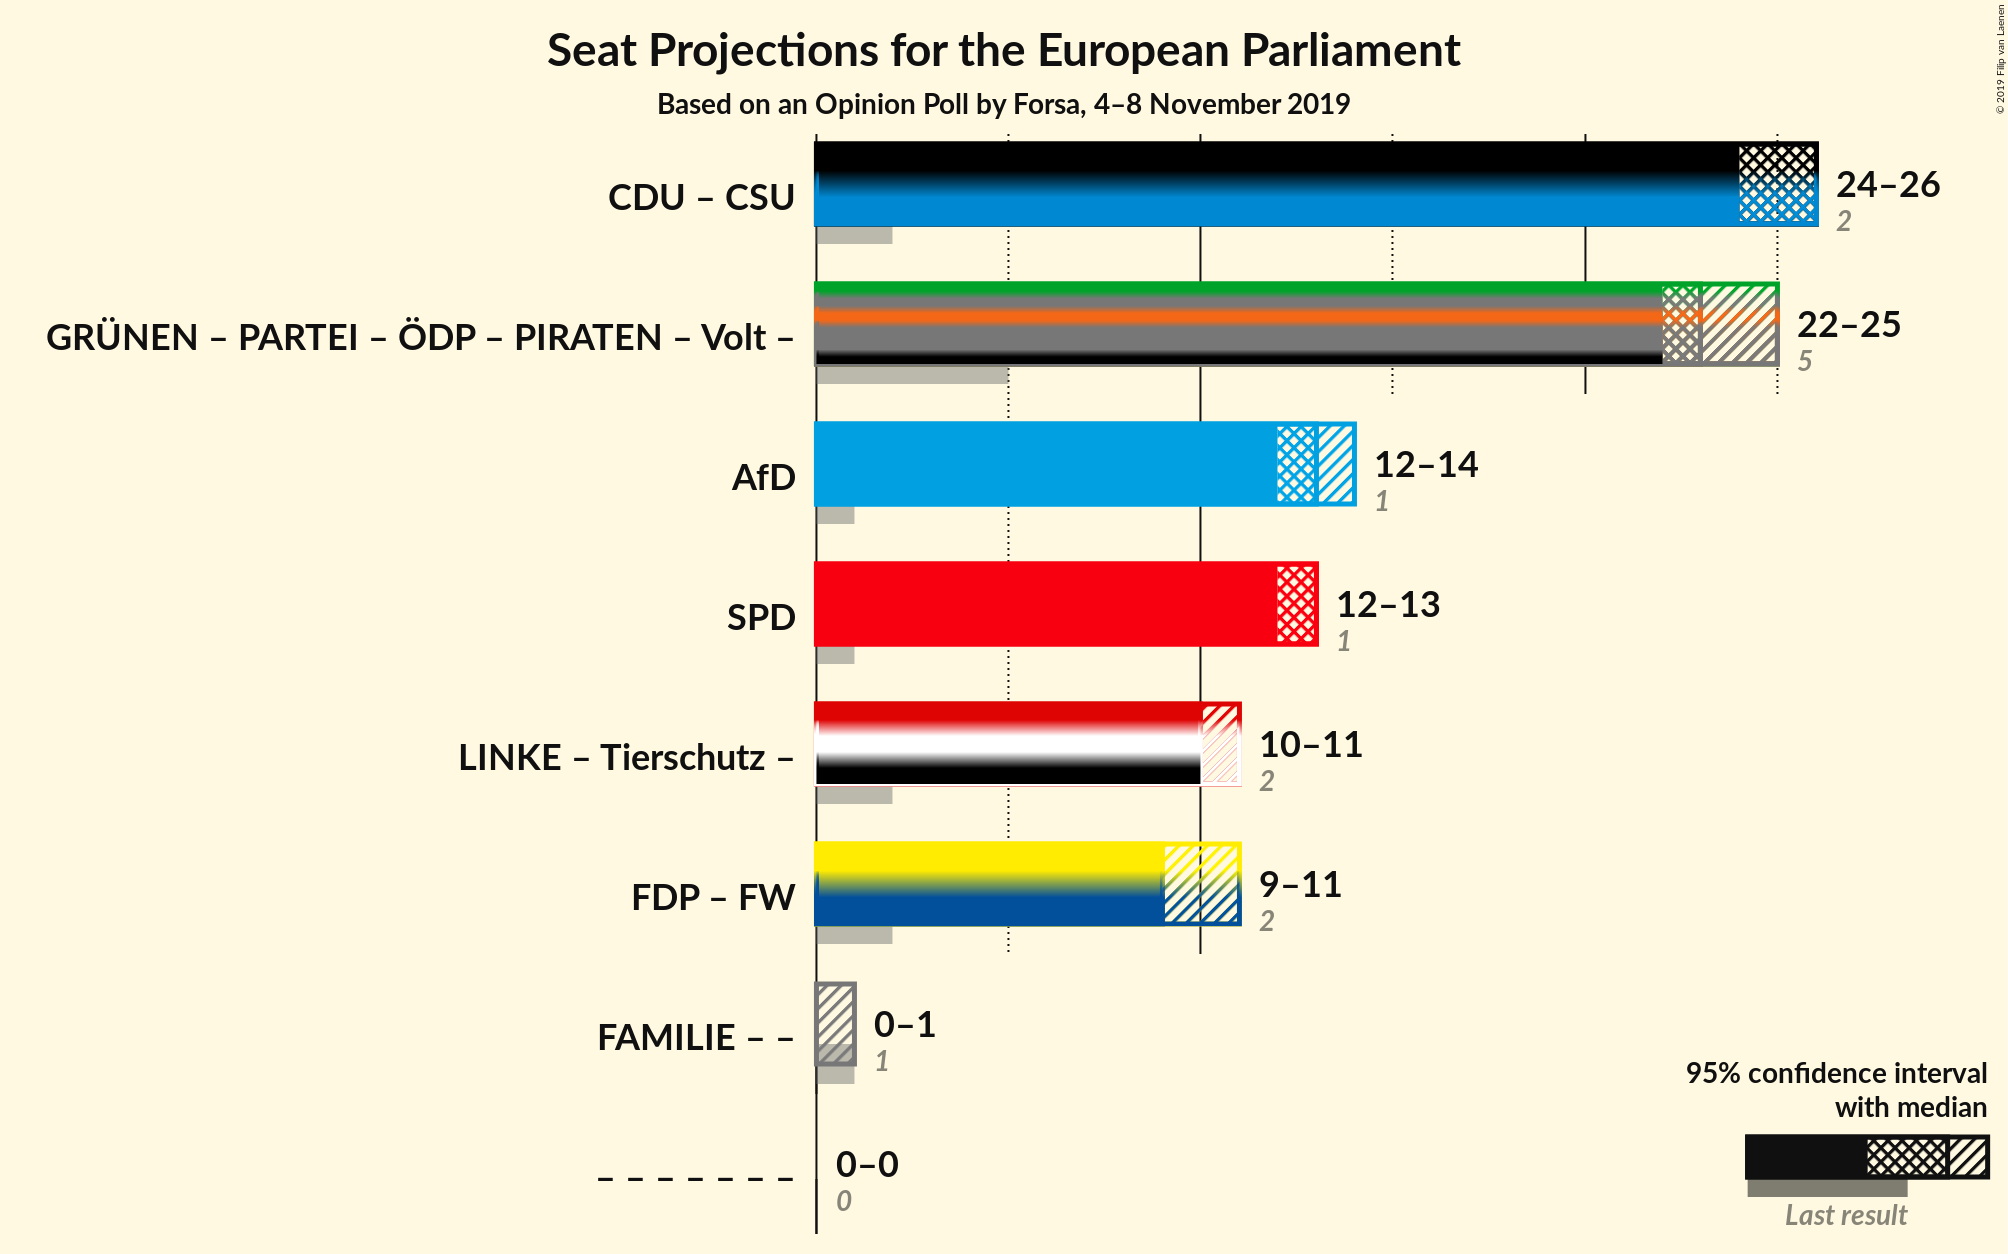 Seat Projections for the European Parliament
Based on an Opinion Poll by Forsa, 4–8 November 2019
© 2019 Filip van Laenen
CDU – CSU
24–26
2
GRÜNEN – PARTEI – ÖDP – PIRATEN – Volt –
22–25
5
AfD
12–14
1
SPD
12–13
1
LINKE – Tierschutz –
10–11
2
FDP – FW
9–11
2
FAMILIE – –
0–1
1
– – – – – – –
0–0
0
95% confidence interval
with median
Last result